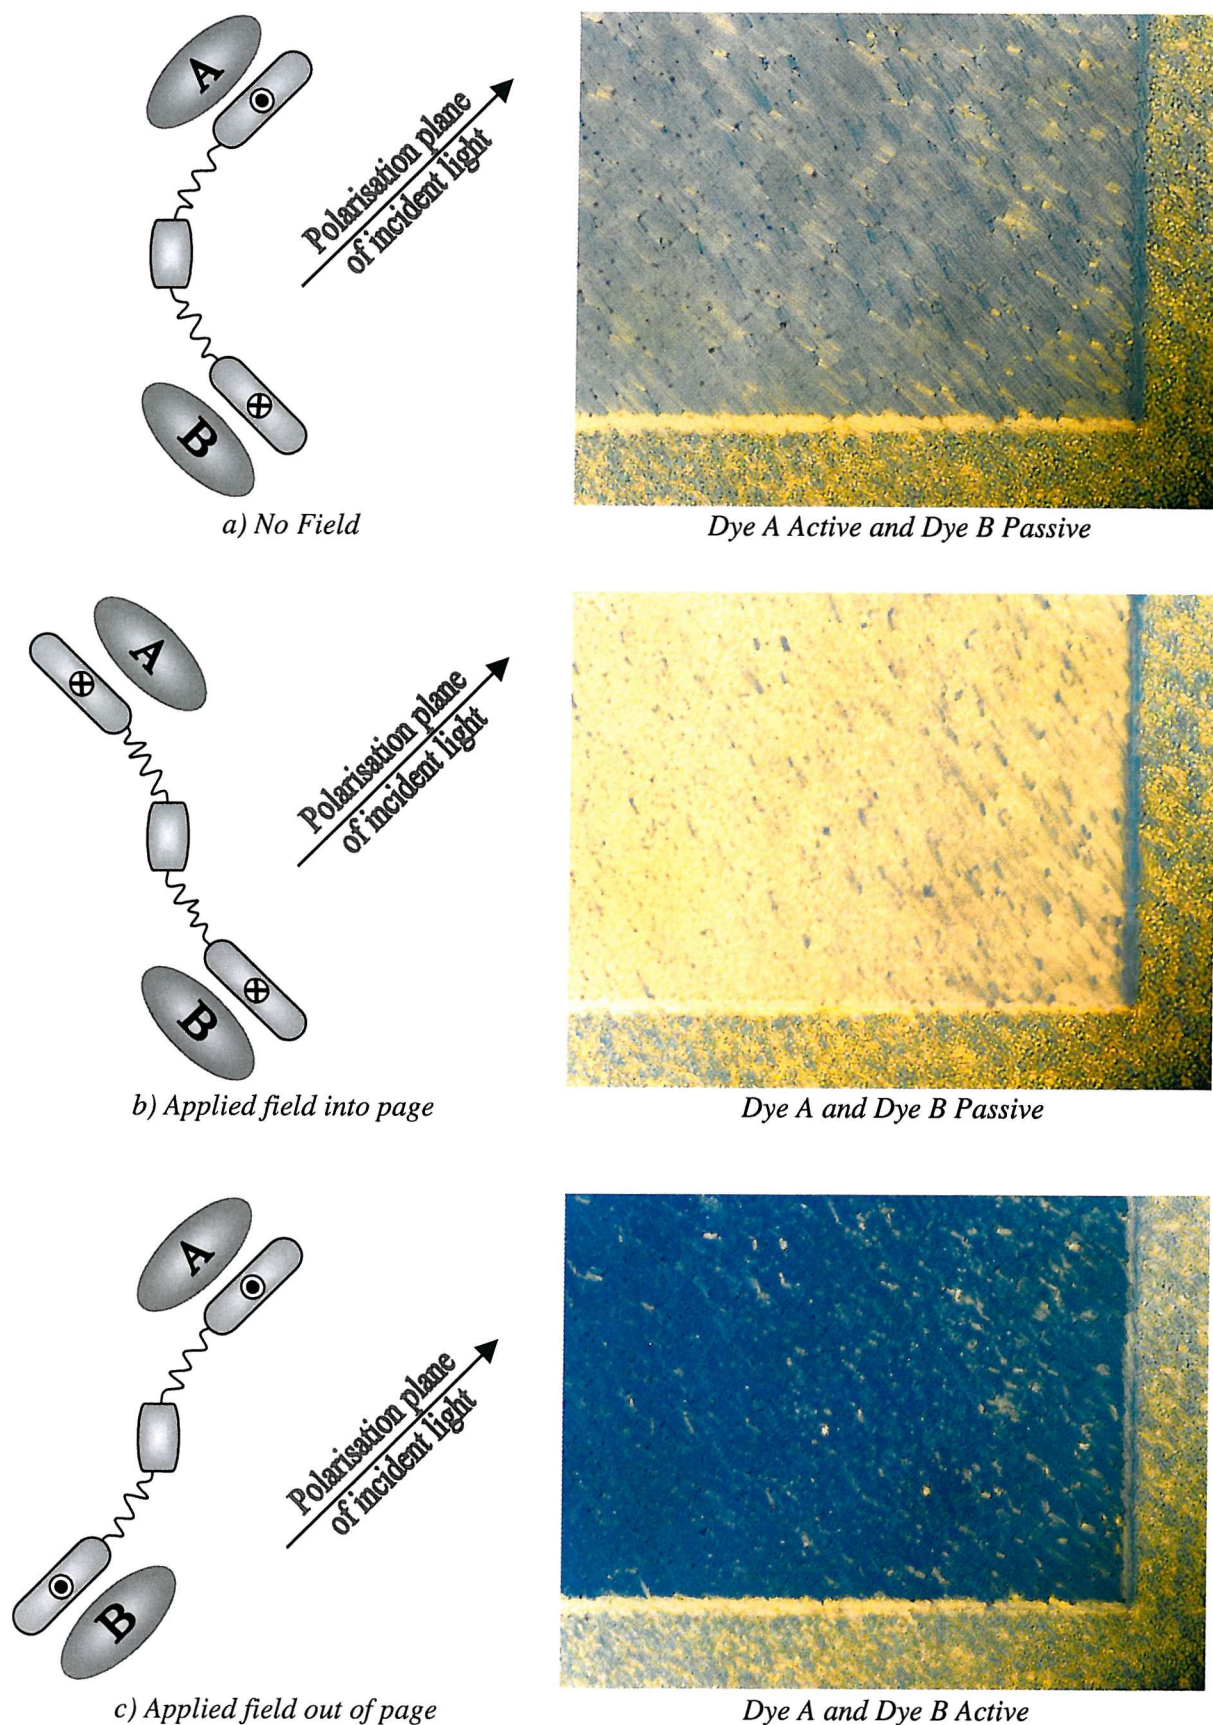 A
Polarisation plane
of incident light
B
a) No Field
Dye A Active and Dye B Passive
A
Polarisation plane
of incident light
B
b) Applied field into page
Dye A and Dye B Passive
A
Polarisation plane
of incident light
B
c) Applied field out of page
Dye A and Dye B Active